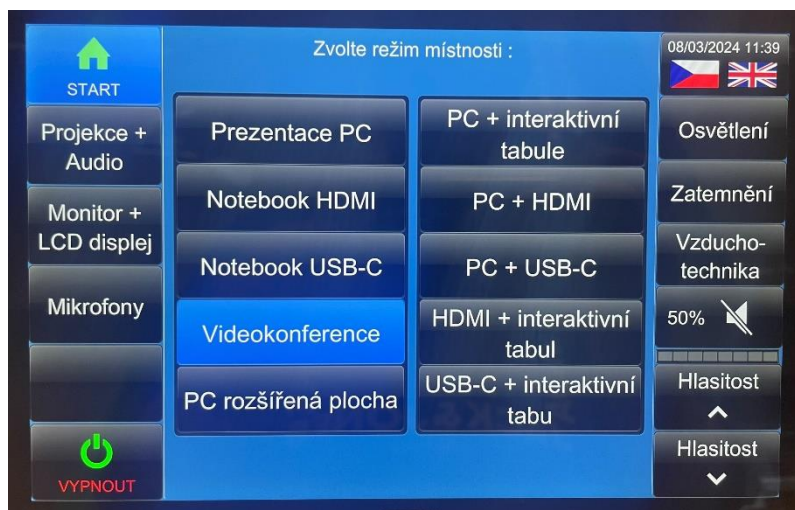 START
Projekce +
Audio
Monitor +
LCD displej
Mikrofony
VYPNOUT
Zvolte režim místnosti :
Prezentace PC
Notebook HDMI
Notebook USB-C
Videokonference
PC rozšířená plocha
PC + interaktivní
tabule
PC + HDMI
PC + USB-C
HDMI + interaktivní
tabul
USB-C + interaktivní
tabu
08/03/2024 11:39
Osvětlení
Zatemnění
Vzducho-
technika
50%
Hlasitost
Hlasitost